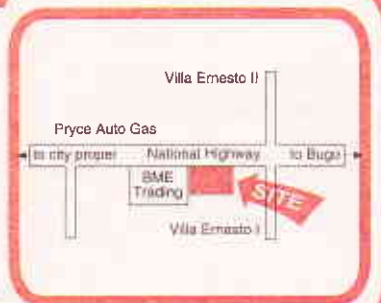 Villa Ernesto II
Pryce Auto Gas
to city proper National Highway to Bugo
BME
Trading
SITE
Villa Ernesto I